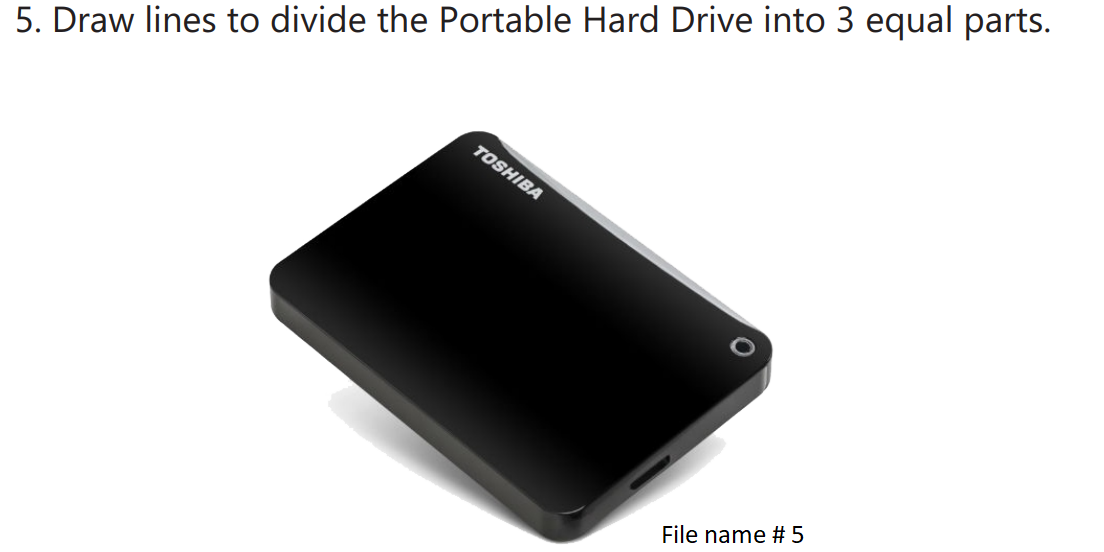 5. Draw lines to divide the Portable Hard Drive into 3 equal parts.
TOSHIBA
File name # 5